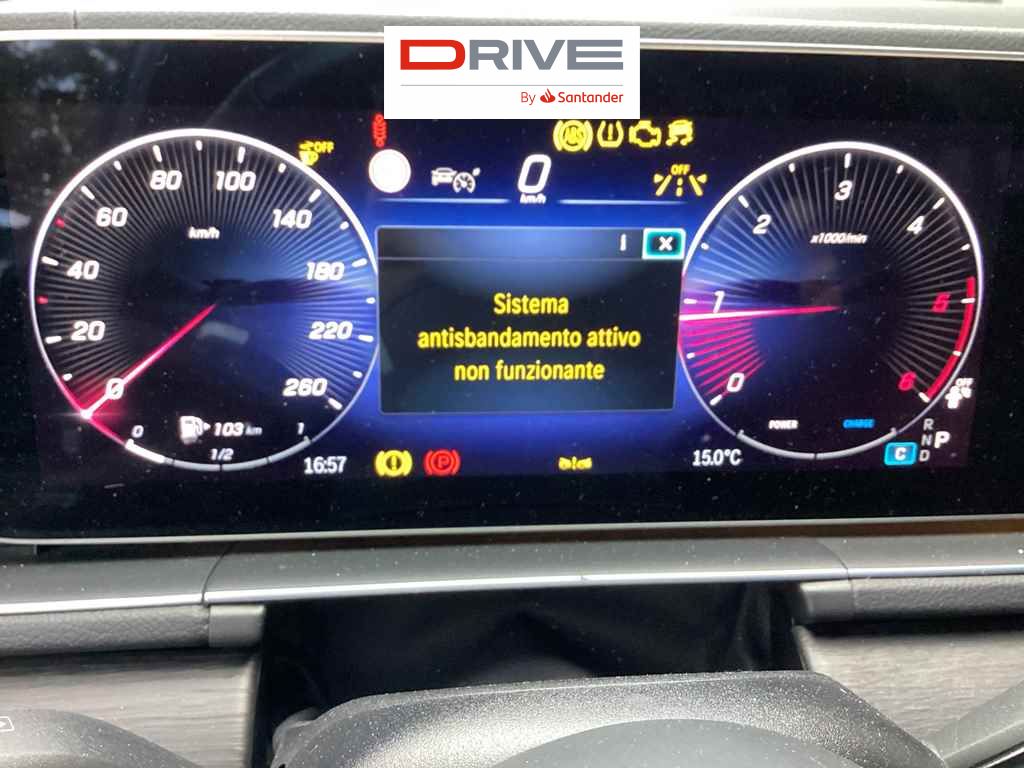 DRIVE
By Santander
OFF
ABS
0
km/h
OFF
i X
Sistema
antisbandamento attivo
non funzionante
0 20 40 60 80 100 140 180 220 260
km/h
0 1/2 1
103 km
0 1 2 3 4 5 6
x1000/min
POWER CHARGE
OFF
R
N P
D
C
16:57
P
15.0°C